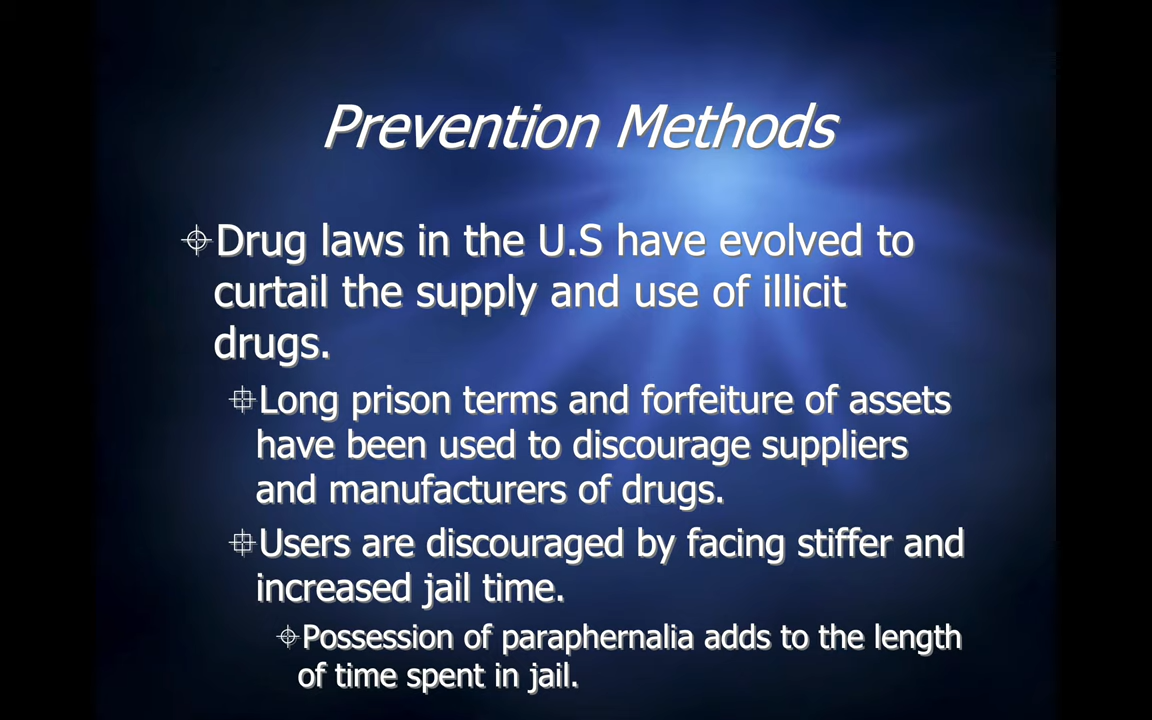 Prevention Methods
Drug laws in the U.S have evolved to
curtail the supply and use of illicit
drugs.
Long prison terms and forfeiture of assets
have been used to discourage suppliers
and manufacturers of drugs.
Users are discouraged by facing stiffer and
increased jail time.
Possession of paraphernalia adds to the length
of time spent in jail.